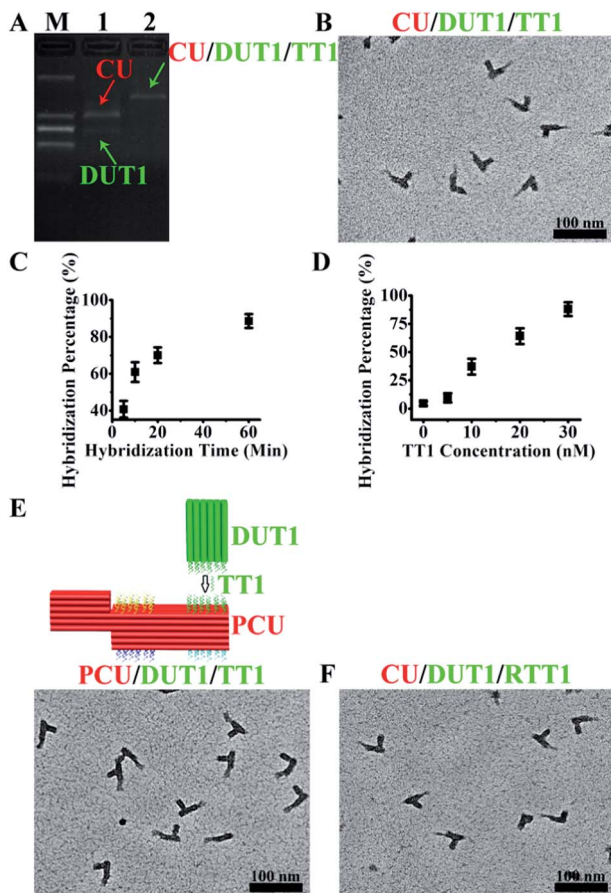 A
M 1 2
CU
CU/DUT1/TT1
DUT1
B
CU/DUT1/TT1
100 nm
C
Hybridization Percentage (%)
100
80
60
40
0 20 40 60
Hybridization Time (Min)
D
Hybridization Percentage (%)
100
75
50
25
0
0 10 20 30
TT1 Concentration (nM)
E
DUT1
TT1
PCU
PCU/DUT1/TT1
100 nm
F
CU/DUT1/RTT1
100 nm